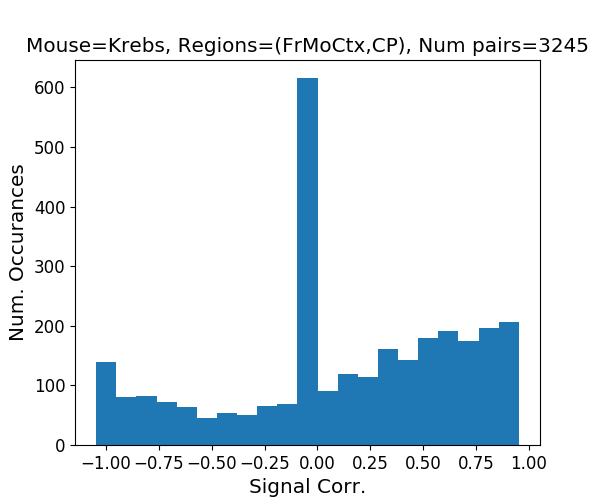 Mouse=Krebs, Regions=(FrMoCtx,CP), Num pairs=3245
600
500
400
300
200
100
0
Num. Occurances
−1.00 −0.75 −0.50 −0.25 0.00 0.25 0.50 0.75 1.00
Signal Corr.